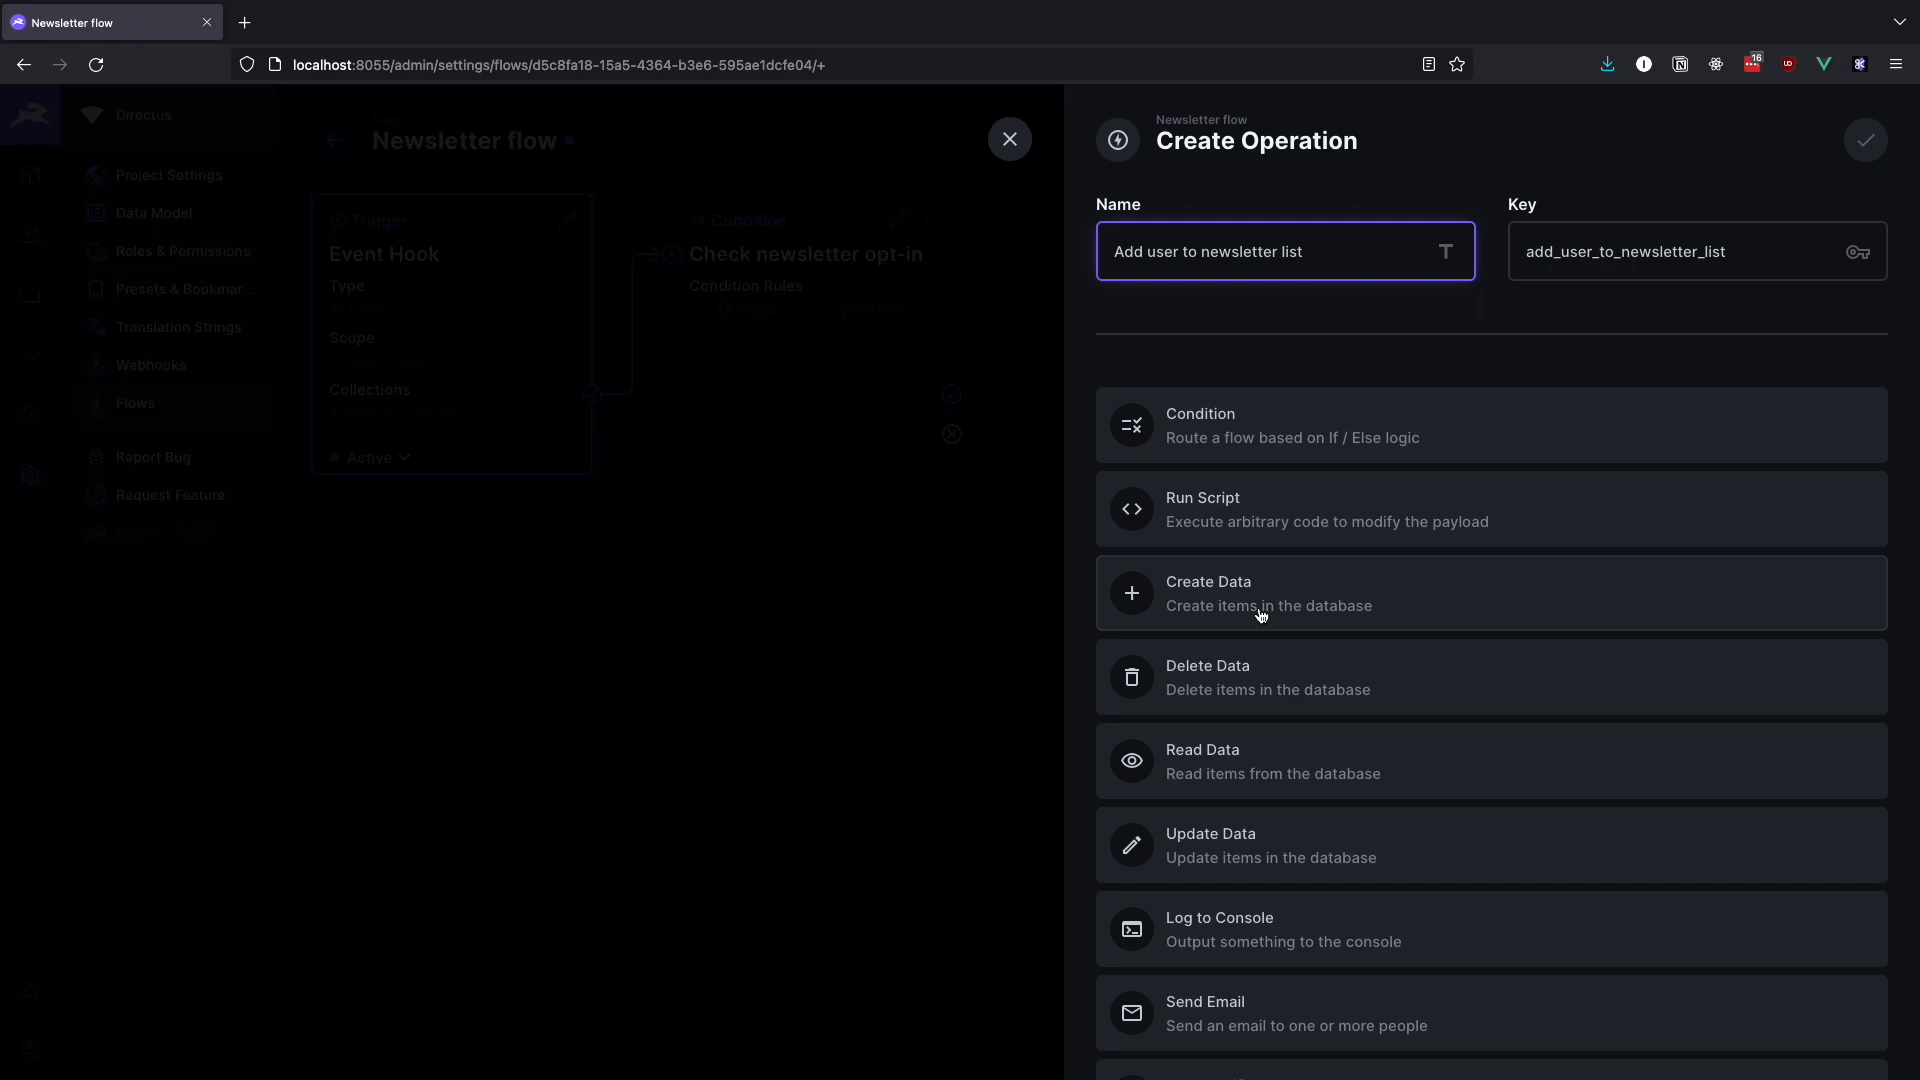 Newsletter flow
localhost:8055/admin/settings/flows/d5c8fa18-15a5-4364-b3e6-595ae1dcfe04/+
16
Directus
Project Settings
Data Model
Roles & Permissions
Presets & Bookmar...
Translation Strings
Webhooks
Flows
Report Bug
Request Feature
Newsletter flow
Trigger
Event Hook
Type
Scope
Collections
Active
Condition
Check newsletter opt-in
Condition Rules
Newsletter flow
Create Operation
Name
Key
Add user to newsletter list
add_user_to_newsletter_list
Condition
Route a flow based on If / Else logic
Run Script
Execute arbitrary code to modify the payload
Create Data
Create items in the database
Delete Data
Delete items in the database
Read Data
Read items from the database
Update Data
Update items in the database
Log to Console
Output something to the console
Send Email
Send an email to one or more people